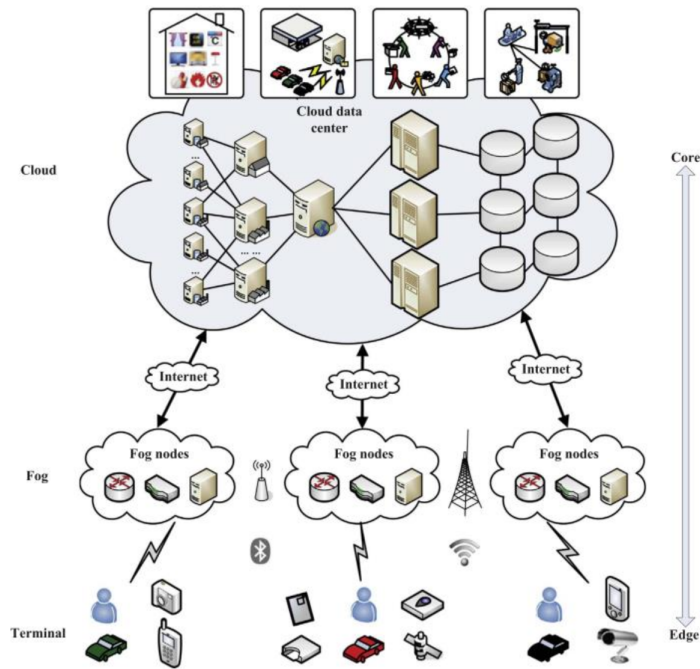 °C
Cloud data
center
Cloud
Core
...
... ...
...
Internet
Internet
Internet
Fog nodes
Fog nodes
Fog nodes
Fog
Terminal
Edge